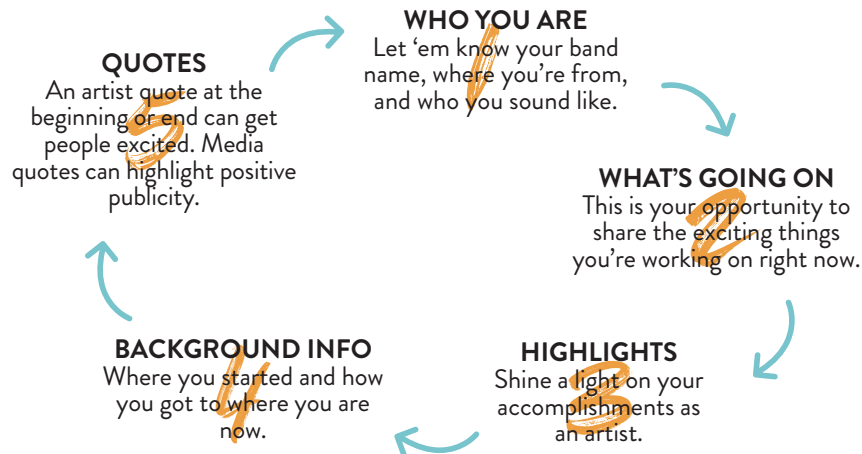 1
WHO YOU ARE
Let ‘em know your band
name, where you’re from,
and who you sound like.
2
WHAT’S GOING ON
This is your opportunity to
share the exciting things
you’re working on right now.
3
HIGHLIGHTS
Shine a light on your
accomplishments as
an artist.
4
BACKGROUND INFO
Where you started and how
you got to where you are
now.
5
QUOTES
An artist quote at the
beginning or end can get
people excited. Media
quotes can highlight positive
publicity.